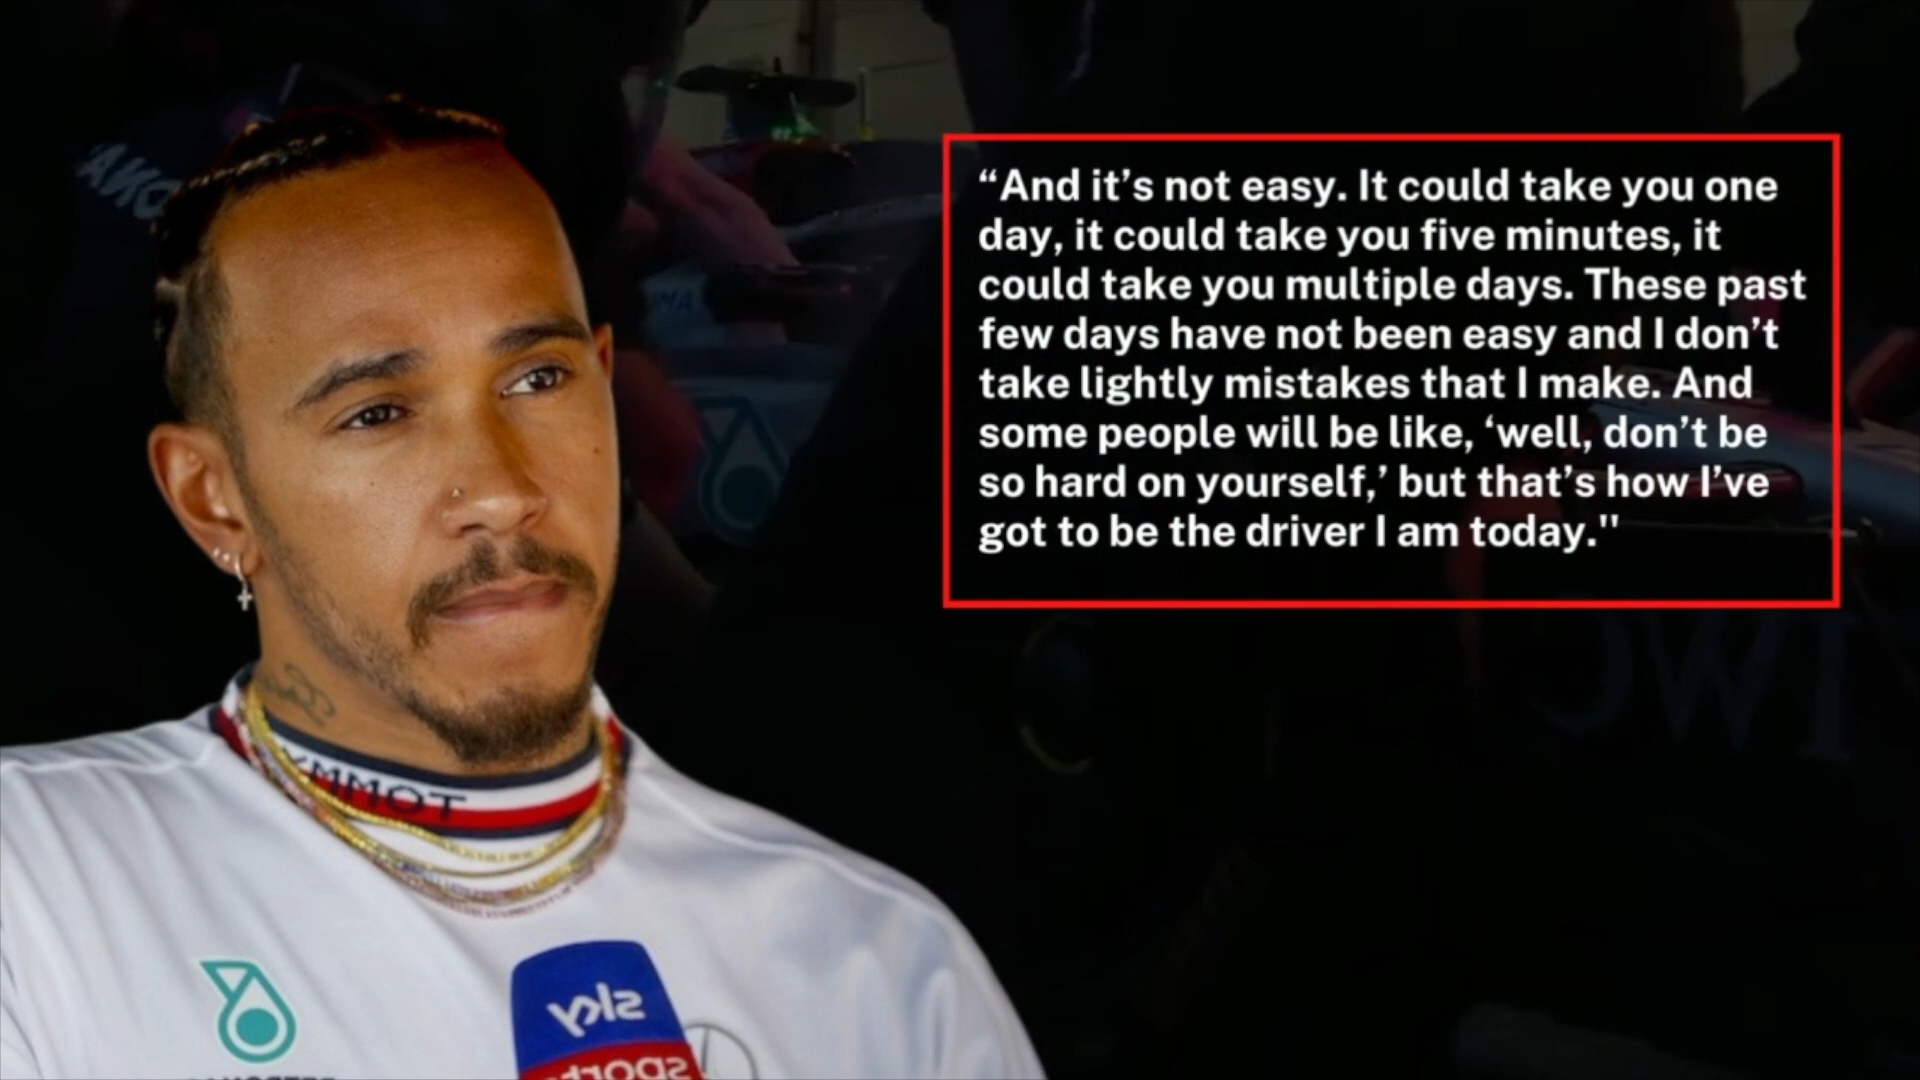 “And it’s not easy. It could take you one
day, it could take you five minutes, it
could take you multiple days. These past
few days have not been easy and I don’t
take lightly mistakes that I make. And
some people will be like, ‘well, don’t be
so hard on yourself,’ but that’s how I’ve
got to be the driver I am today."
sky
sports
IWC